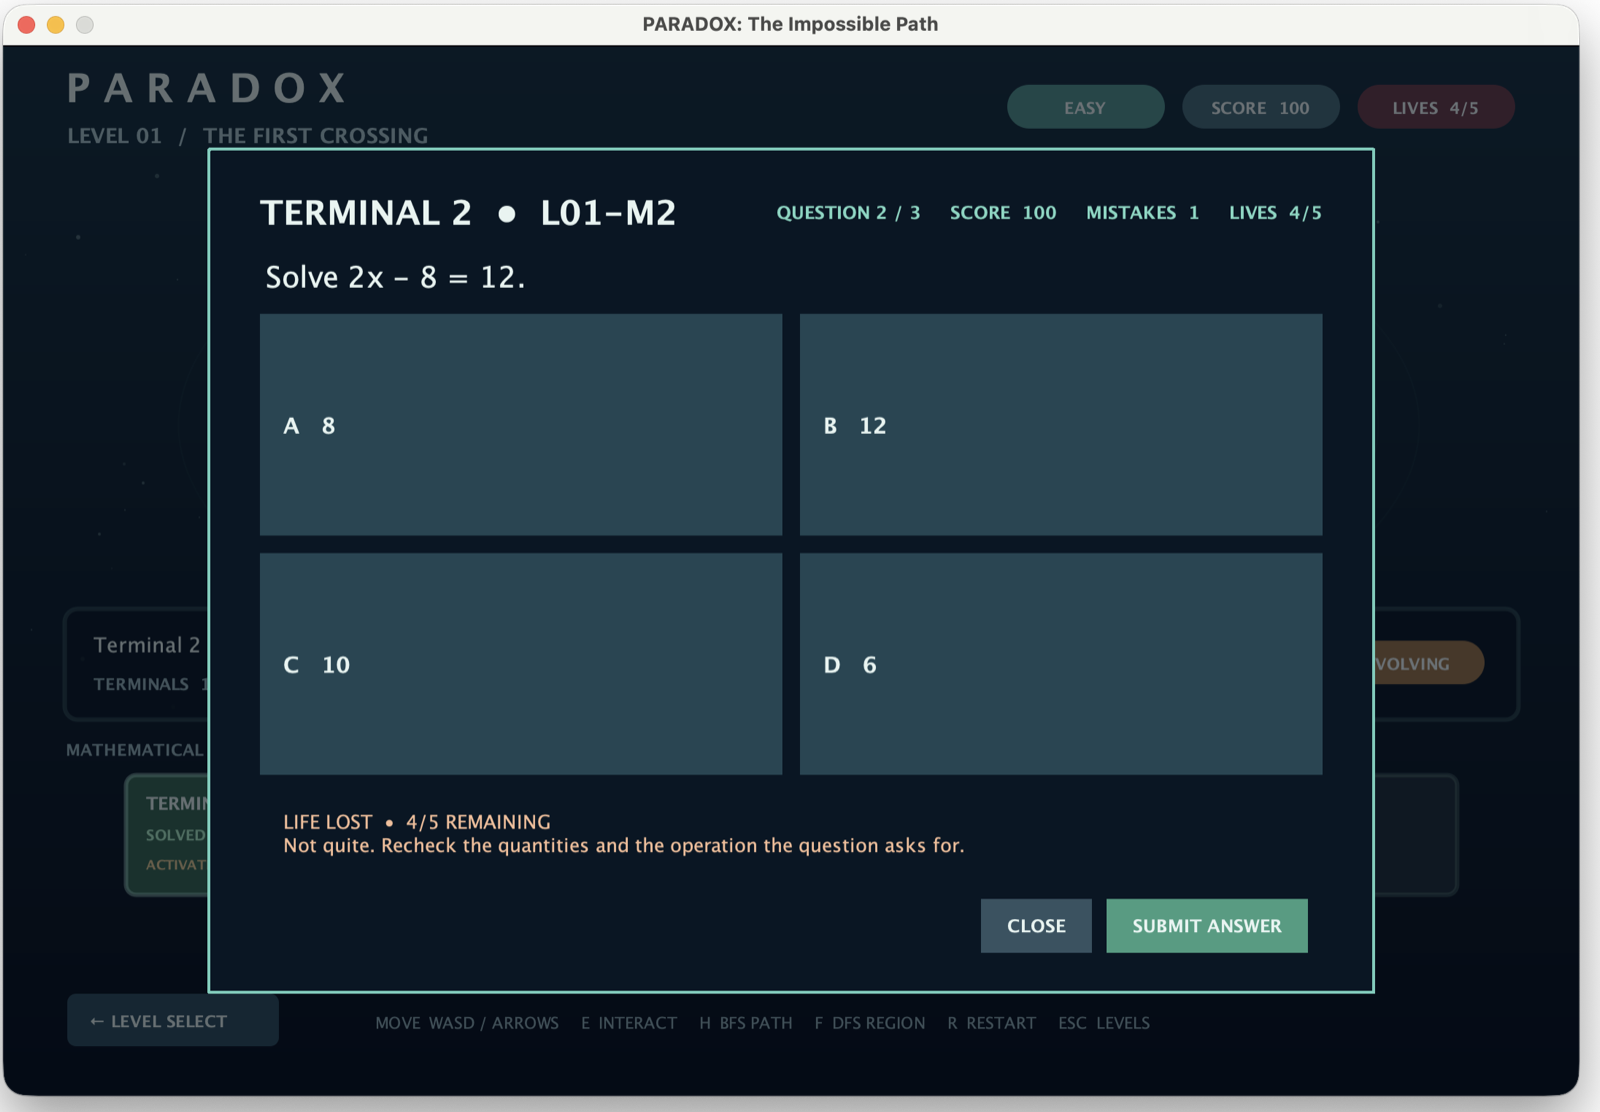 PARADOX: The Impossible Path
PARADOX
LEVEL 01 / THE FIRST CROSSING
EASY
SCORE 100
LIVES 4/5
TERMINAL 2 ● L01-M2
QUESTION 2 / 3 SCORE 100 MISTAKES 1 LIVES 4/5
Solve 2x – 8 = 12.
A 8
B 12
C 10
D 6
LIFE LOST • 4/5 REMAINING
Not quite. Recheck the quantities and the operation the question asks for.
CLOSE
SUBMIT ANSWER
Terminal 2
TERMINALS
VOLVING
MATHEMATICAL
TERMIN
SOLVED
ACTIVAT
← LEVEL SELECT
MOVE WASD / ARROWS E INTERACT H BFS PATH F DFS REGION R RESTART ESC LEVELS